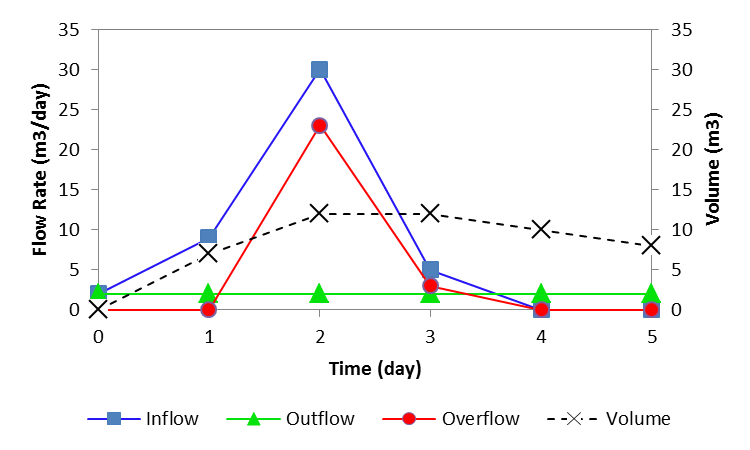 35 35
30 30
25 25
20 20
15 15
10 10
5 5
0 0
Flow Rate (m3/day)
Volume (m3)
0 1 2 3 4 5
Time (day)
Inflow Outflow Overflow Volume